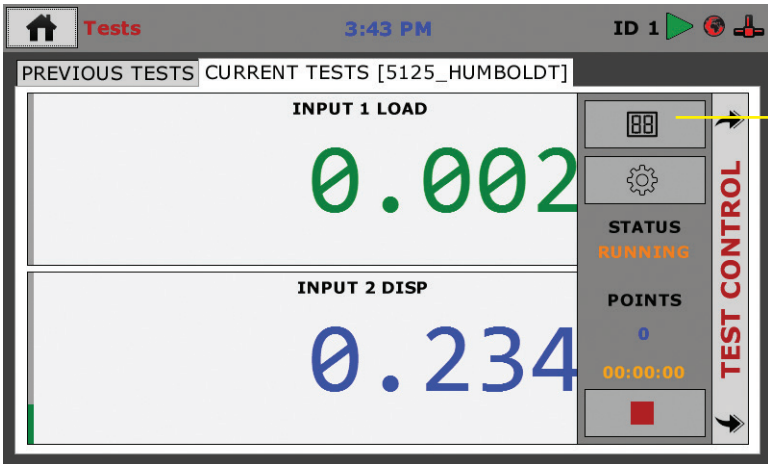 Tests 3:43 PM ID 1
PREVIOUS TESTS CURRENT TESTS [5125_HUMBOLDT]
INPUT 1 LOAD
0.002
INPUT 2 DISP
0.234
88
STATUS
RUNNING
POINTS
0
00:00:00
TEST CONTROL